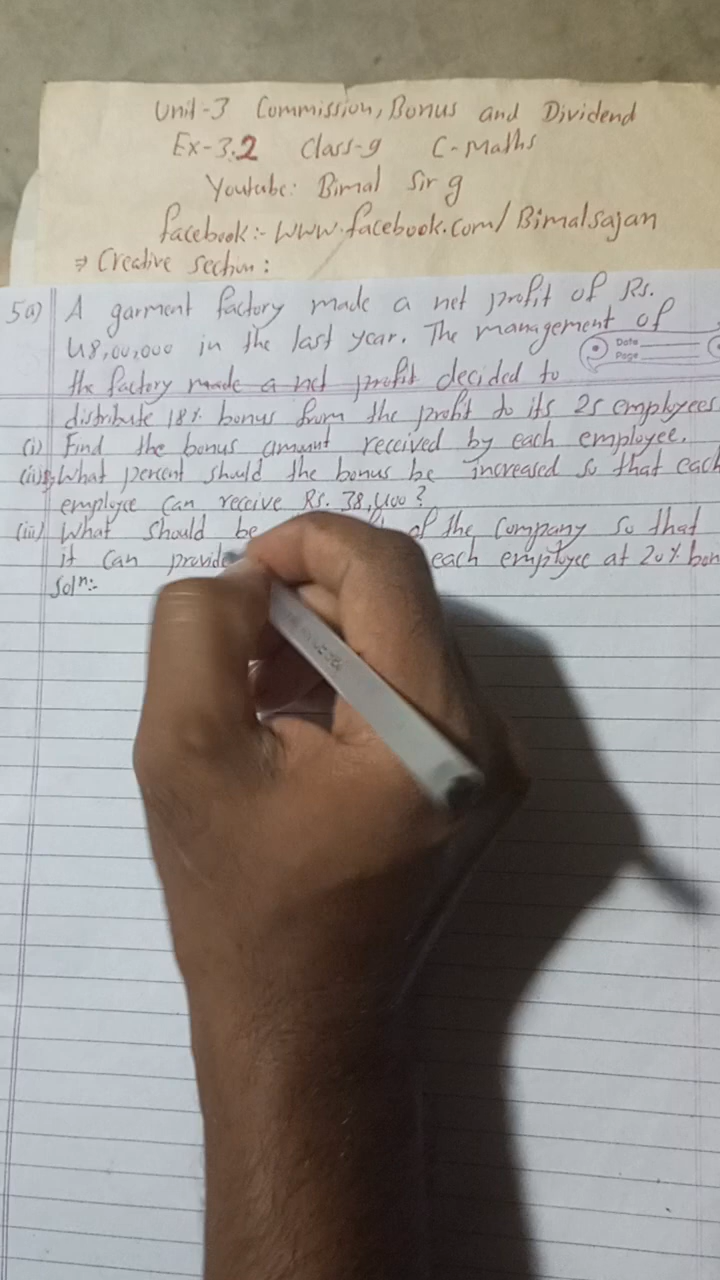 Unit-3 Commission, Bonus and Dividend
Ex-3.2 Class-9 C-Maths
Youtube: Bimal Sir g
facebook:- www.facebook.com/Bimalsajan
⇒ Creative section:
5a) A garment factory made a net profit of Rs.
48,00,000 in the last year. The management of
Date
Page
the factory made a net profit decided to
distribute 18% bonus from the profit to its 25 employees
(i) Find the bonus amount received by each employee.
(ii) What percent should the bonus be increased so that each
employee can receive Rs. 38,400?
(iii) What should be of the company so that
it can provide each employee at 20% bon
Solⁿ:-